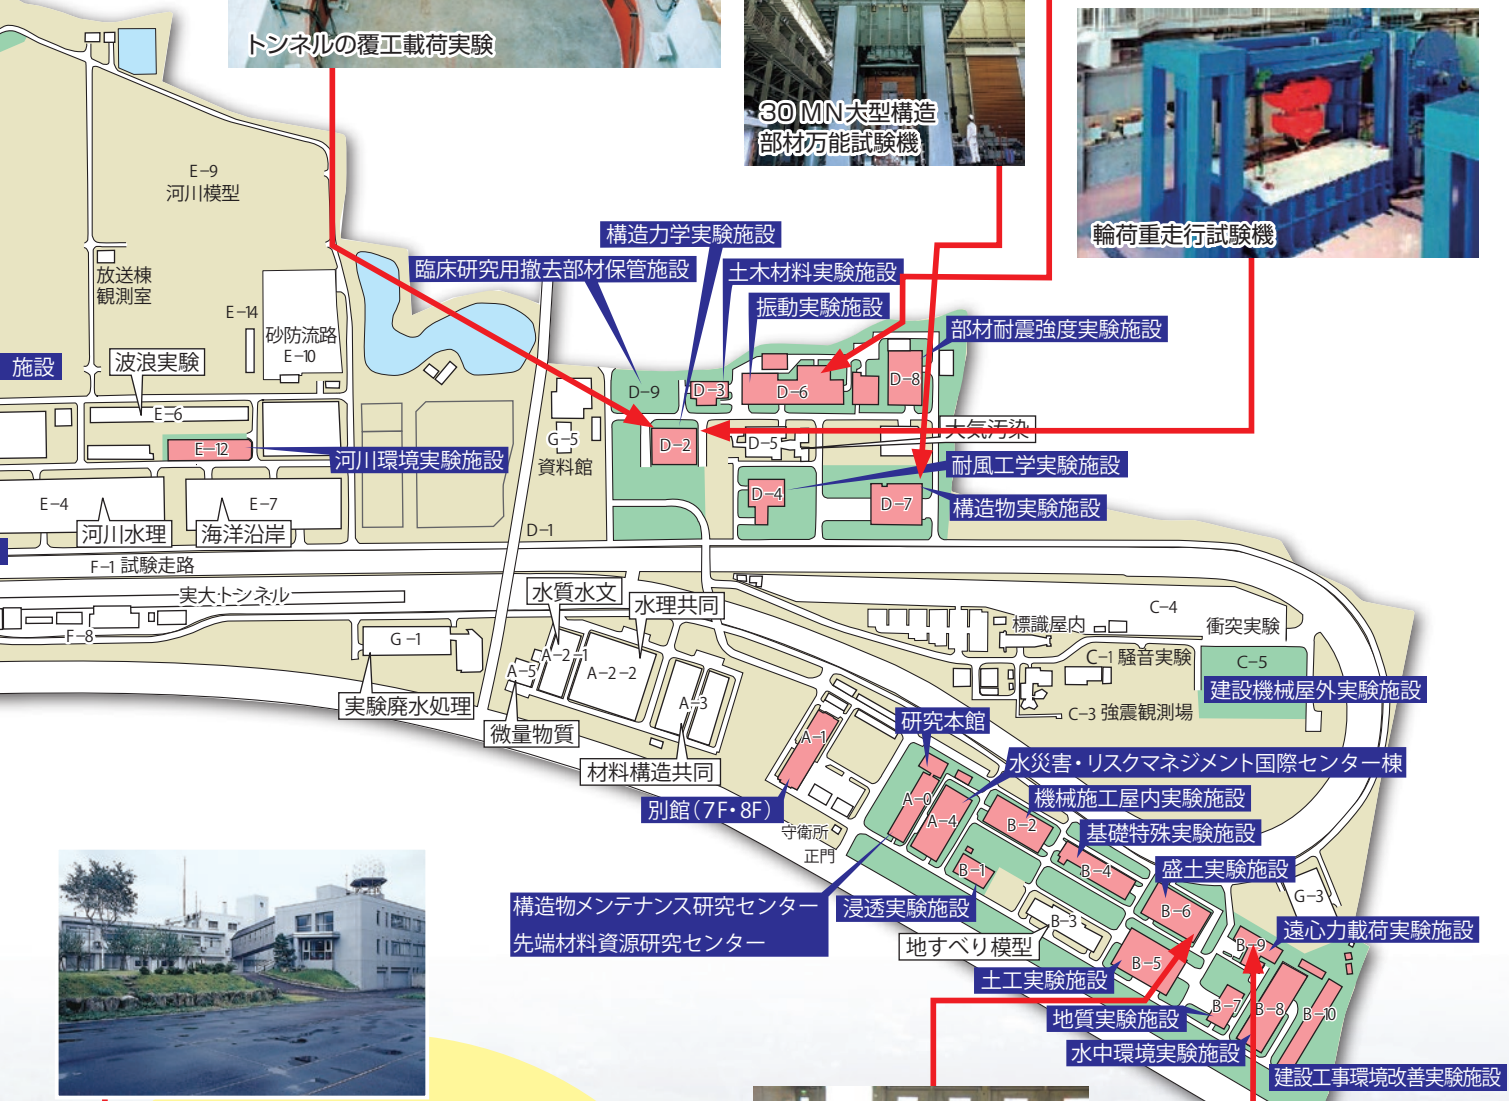 トンネルの覆工載荷実験
30MN大型構造
部材万能試験機
輪荷重走行試験機
E-9
河川模型
放送棟
観測室
E-14
砂防流路
E-10
施設
波浪実験
E-6
E-12
河川環境実験施設
E-4
河川水理
E-7
海洋沿岸
構造力学実験施設
臨床研究用撤去部材保管施設
土木材料実験施設
振動実験施設
部材耐震強度実験施設
D-9
D-3
D-6
D-8
D-2
D-5
大気汚染
G-5
資料館
D-4
耐風工学実験施設
D-7
構造物実験施設
D-1
F-1 試験走路
実大トンネル
F-8
G-1
実験廃水処理
水質水文
水理共同
A-2-1
A-5
A-2-2
A-3
微量物質
材料構造共同
C-4
標識屋内
衝突実験
C-1 騒音実験
C-5
建設機械屋外実験施設
C-3 強震観測場
A-1
別館(7F・8F)
研究本館
水災害・リスクマネジメント国際センター棟
A-0
A-4
機械施工屋内実験施設
B-2
基礎特殊実験施設
守衛所
正門
B-1
B-4
盛土実験施設
構造物メンテナンス研究センター
先端材料資源研究センター
浸透実験施設
B-3
地すべり模型
B-6
G-3
B-9
遠心力載荷実験施設
B-5
土工実験施設
B-7
B-8
B-10
地質実験施設
水中環境実験施設
建設工事環境改善実験施設